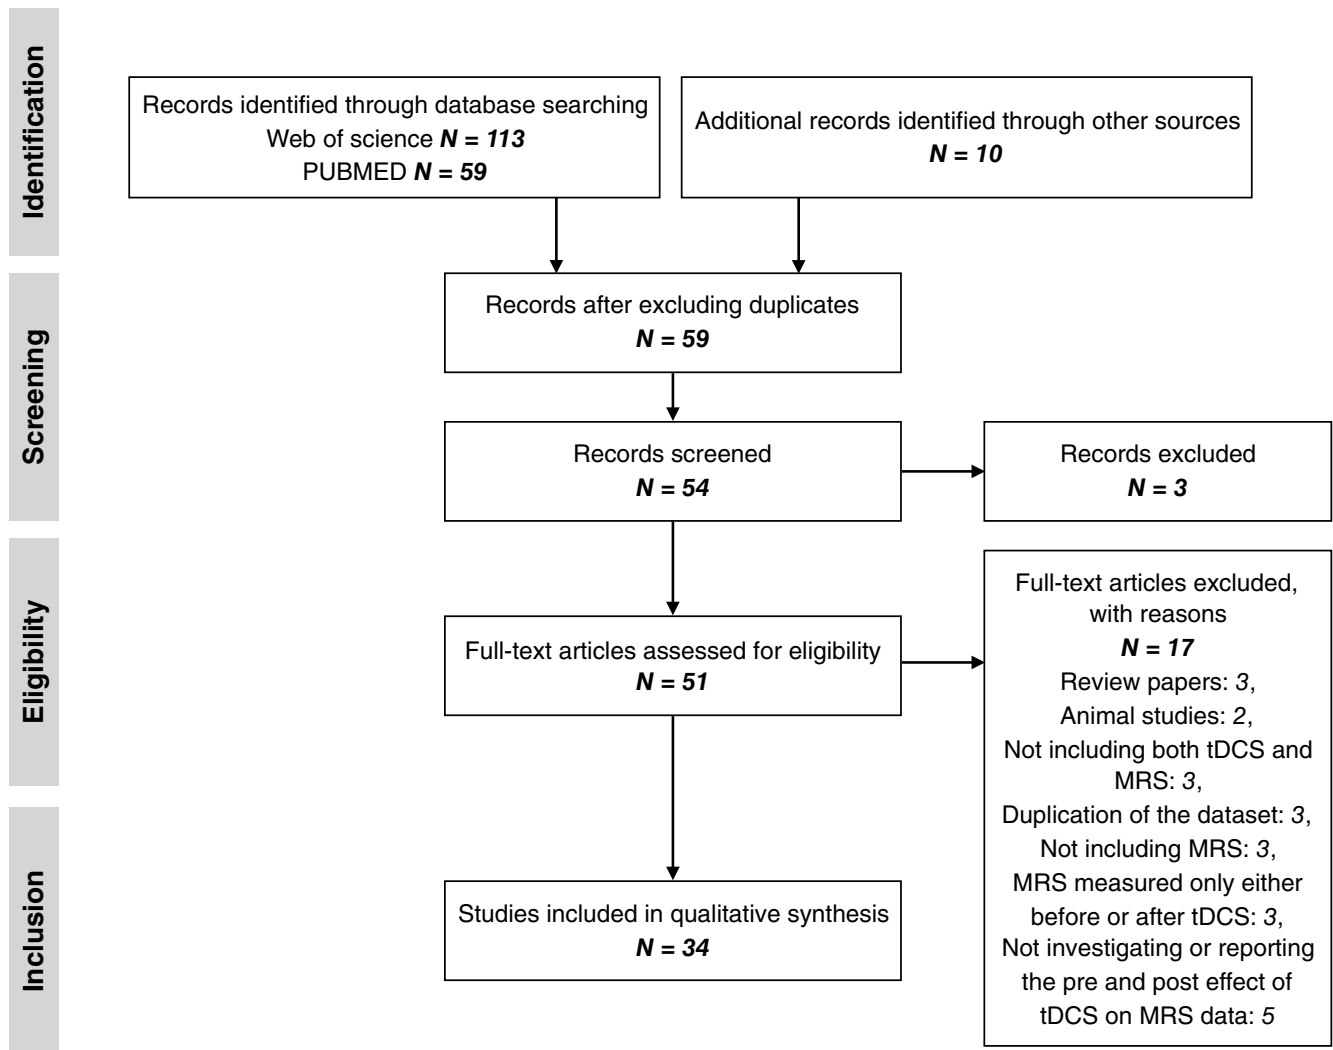 Identification
Records identified through database searching
Web of science N = 113
PUBMED N = 59
Additional records identified through other sources
N = 10
Screening
Records after excluding duplicates
N = 59
Records screened
N = 54
Records excluded
N = 3
Eligibility
Full-text articles assessed for eligibility
N = 51
Full-text articles excluded,
with reasons
N = 17
Review papers: 3,
Animal studies: 2,
Not including both tDCS and
MRS: 3,
Duplication of the dataset: 3,
Not including MRS: 3,
MRS measured only either
before or after tDCS: 3,
Not investigating or reporting
the pre and post effect of
tDCS on MRS data: 5
Inclusion
Studies included in qualitative synthesis
N = 34